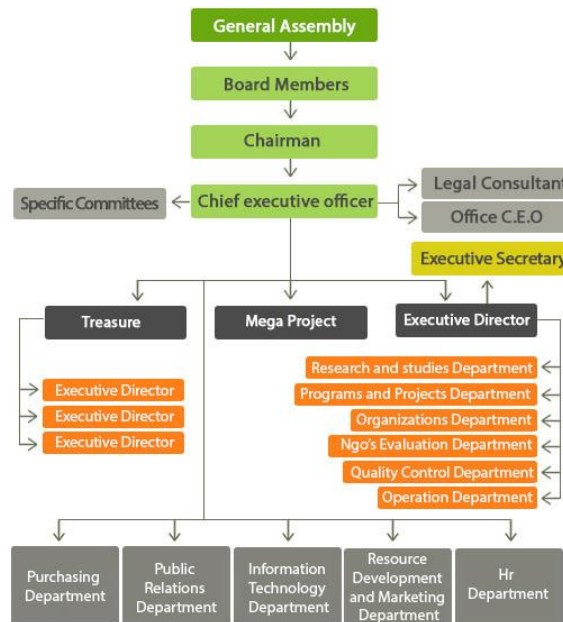 General Assembly
Board Members
Chairman
Specific Committees
Chief executive officer
Legal Consultant
Office C.E.O
Executive Secretary
Treasure
Mega Project
Executive Director
Executive Director
Executive Director
Executive Director
Research and studies Department
Programs and Projects Department
Organizations Department
Ngo's Evaluation Department
Quality Control Department
Operation Department
Purchasing
Department
Public
Relations
Department
Information
Technology
Department
Resource
Development
and Marketing
Department
Hr
Department